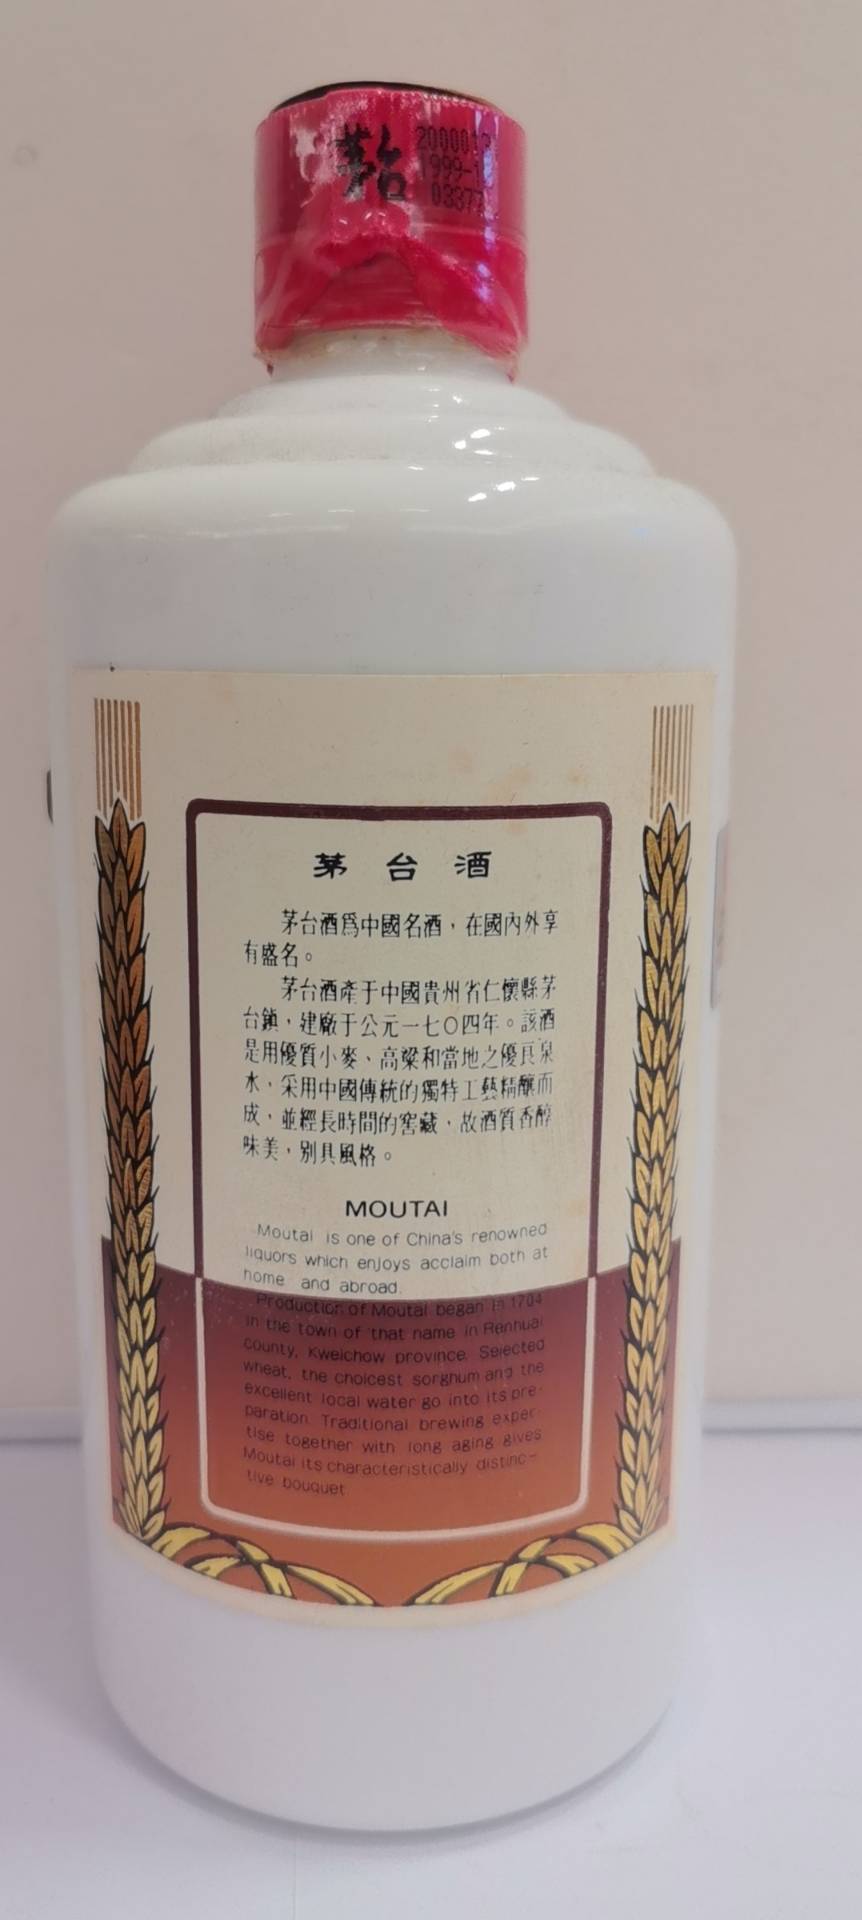 茅台
茅台酒
茅台酒爲中國名酒，在國內外享
有盛名。
茅台酒產于中國貴州省仁懷縣茅
台鎮，建廠于公元一七〇四年。該酒
是用優質小麥、高粱和當地之優良泉
水，采用中國傳統的獨特工藝精釀而
成，並經長時間的窖藏，故酒質香醇
味美，別具風格。
MOUTAI
Moutai is one of China's renowned
liquors which enjoys acclaim both at
home and abroad.
Production of Moutai began in 1704
in the town of that name in Renhuai
county, Kweichow province. Selected
wheat, the choicest sorghum and the
excellent local water go into its pre-
paration. Traditional brewing exper-
tise together with long aging gives
Moutai its characteristically distinc-
tive bouquet